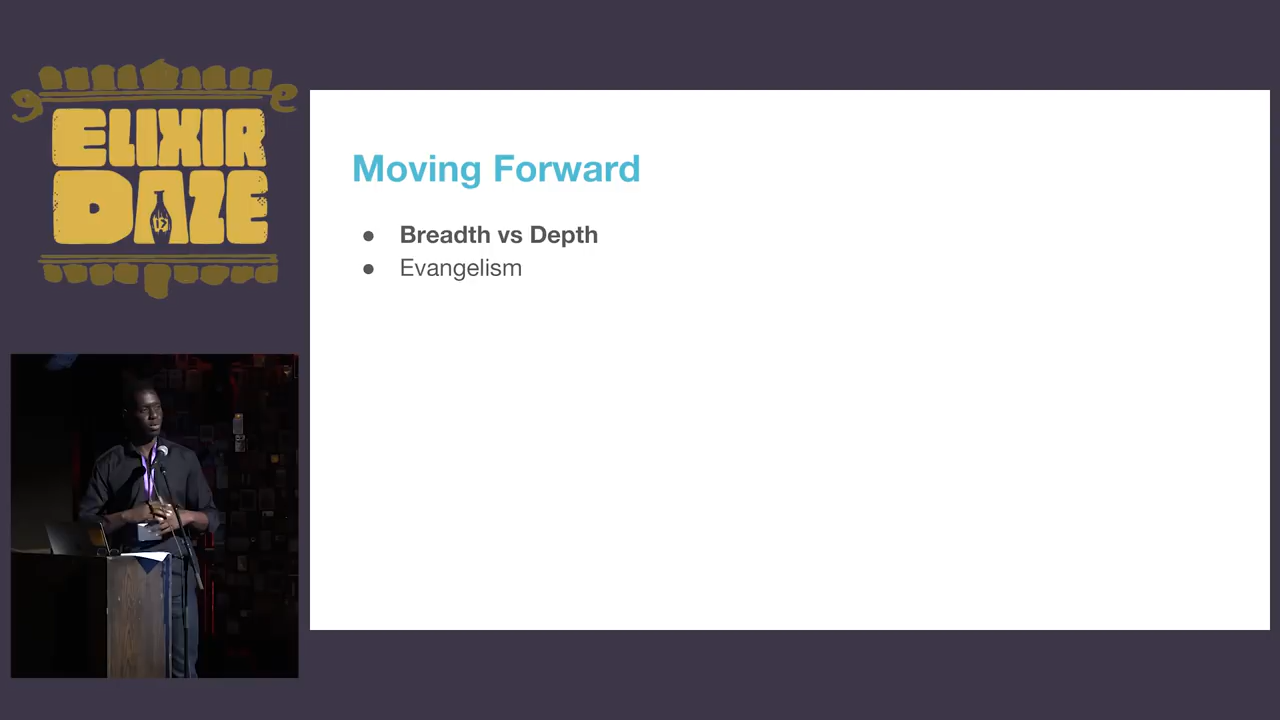 ELIXIR
DAZE
Moving Forward
● Breadth vs Depth
● Evangelism